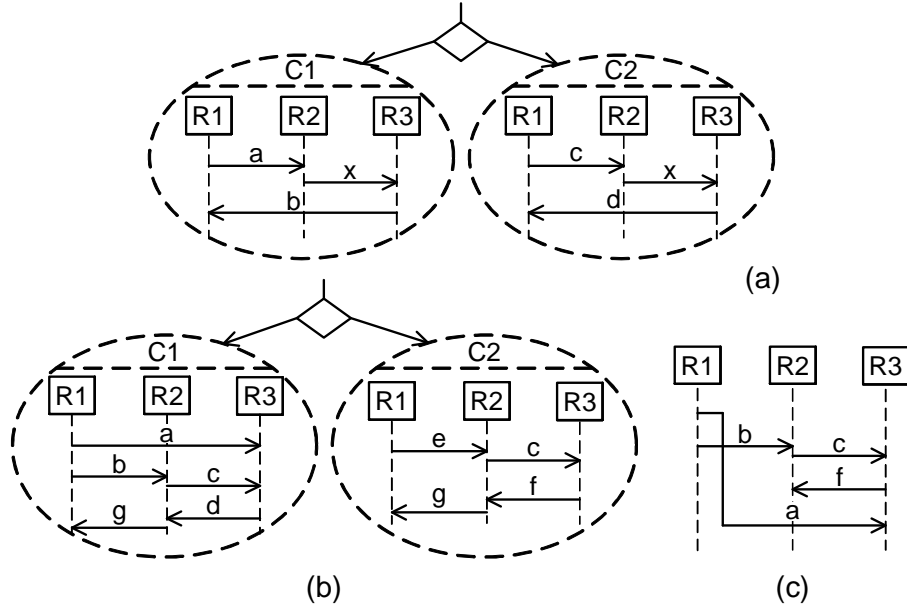 C1 C2
R1 R2 R3 R1 R2 R3
a c
x x
b d
(a)
C1 C2
R1 R2 R3 R1 R2 R3 R1 R2 R3
a e b c
b c c f
g d g f a
(b) (c)